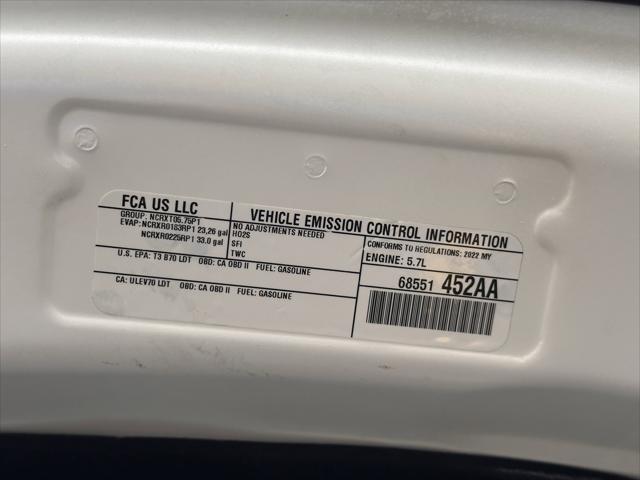 FCA US LLC
GROUP: NCRXT05.75P1
EVAP: NCRXR0183RP1 23,26 gal
NCRXR0225RP1 33.0 gal
VEHICLE EMISSION CONTROL INFORMATION
NO ADJUSTMENTS NEEDED
HO2S
SFI
TWC
CONFORMS TO REGULATIONS: 2022 MY
ENGINE: 5.7L
U.S. EPA: T3 B70 LDT OBD: CA OBD II FUEL: GASOLINE
CA: ULEV70 LDT OBD: CA OBD II FUEL: GASOLINE
68551 452AA